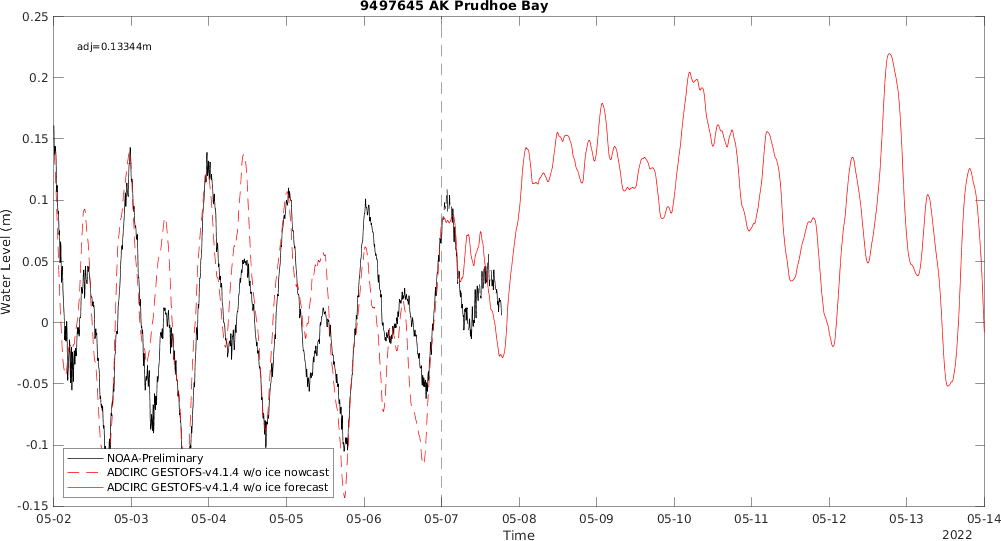 9497645 AK Prudhoe Bay
adj=0.13344m
0.25
0.2
0.15
0.1
0.05
0
-0.05
-0.1
-0.15
Water Level (m)
NOAA-Preliminary
ADCIRC GESTOFS-v4.1.4 w/o ice nowcast
ADCIRC GESTOFS-v4.1.4 w/o ice forecast
05-02 05-03 05-04 05-05 05-06 05-07 05-08 05-09 05-10 05-11 05-12 05-13 05-14
Time
2022